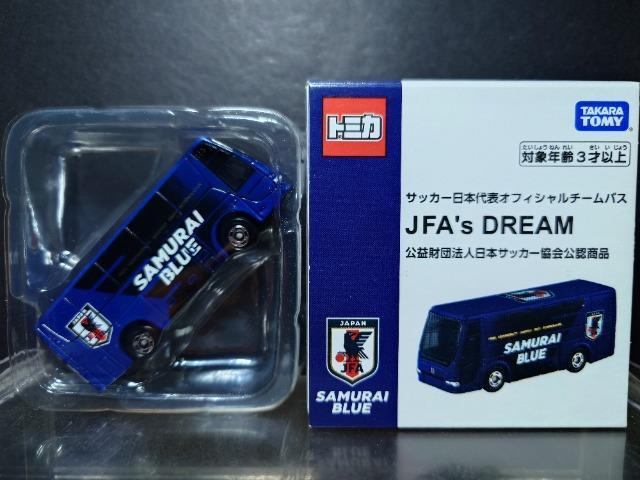 SAMURAI
BLUE
トミカ
TAKARA
TOMY
たいしょうねんれい さい いじょう
対象年齢3才以上
サッカー日本代表オフィシャルチームバス
JFA's DREAM
公益財団法人日本サッカー協会公認商品
JAPAN
JFA
SAMURAI
BLUE
SAMURAI
BLUE